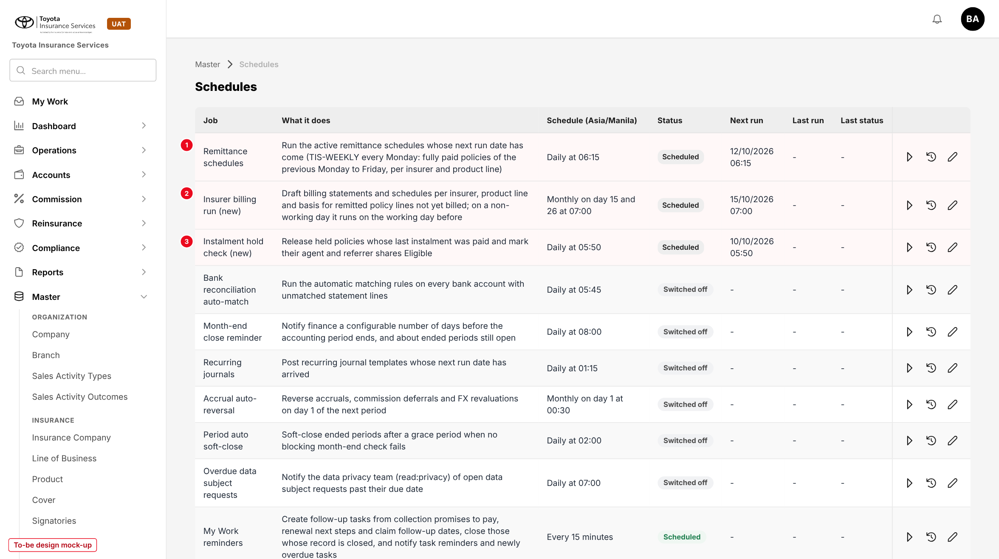 Toyota
Insurance Services
UAT
Toyota Insurance Services
Search menu...
My Work
Dashboard
Operations
Accounts
Commission
Reinsurance
Compliance
Reports
Master
ORGANIZATION
Company
Branch
Sales Activity Types
Sales Activity Outcomes
INSURANCE
Insurance Company
Line of Business
Product
Cover
Signatories
To-be design mock-up
BA
Master
Schedules
Schedules
Job
What it does
Schedule (Asia/Manila)
Status
Next run
Last run
Last status
1
Remittance
schedules
Run the active remittance schedules whose next run date has
come (TIS-WEEKLY every Monday: fully paid policies of the
previous Monday to Friday, per insurer and product line)
Daily at 06:15
Scheduled
12/10/2026
06:15
-
-
2
Insurer billing
run (new)
Draft billing statements and schedules per insurer, product line
and basis for remitted policy lines not yet billed; on a non-
working day it runs on the working day before
Monthly on day 15 and
26 at 07:00
Scheduled
15/10/2026
07:00
-
-
3
Instalment hold
check (new)
Release held policies whose last instalment was paid and mark
their agent and referrer shares Eligible
Daily at 05:50
Scheduled
10/10/2026
05:50
-
-
Bank
reconciliation
auto-match
Run the automatic matching rules on every bank account with
unmatched statement lines
Daily at 05:45
Switched off
-
-
-
Month-end
close reminder
Notify finance a configurable number of days before the
accounting period ends, and about ended periods still open
Daily at 08:00
Switched off
-
-
-
Recurring
journals
Post recurring journal templates whose next run date has
arrived
Daily at 01:15
Switched off
-
-
-
Accrual auto-
reversal
Reverse accruals, commission deferrals and FX revaluations
on day 1 of the next period
Monthly on day 1 at
00:30
Switched off
-
-
-
Period auto
soft-close
Soft-close ended periods after a grace period when no
blocking month-end check fails
Daily at 02:00
Switched off
-
-
-
Overdue data
subject
requests
Notify the data privacy team (read:privacy) of open data
subject requests past their due date
Daily at 07:00
Switched off
-
-
-
My Work
reminders
Create follow-up tasks from collection promises to pay,
renewal next steps and claim follow-up dates, close those
whose record is closed, and notify task reminders and newly
overdue tasks
Every 15 minutes
Scheduled
-
-
-